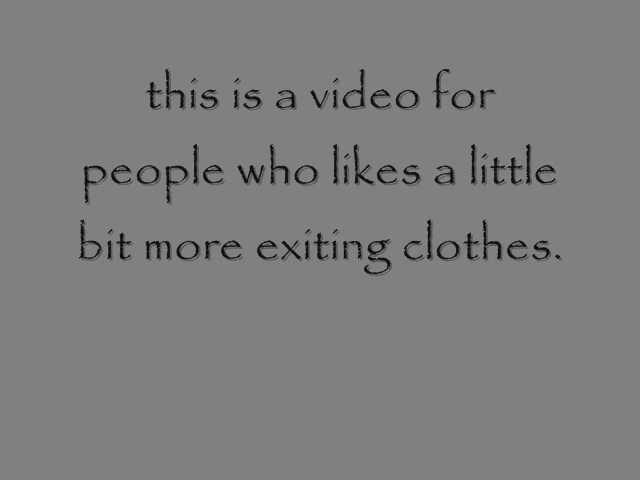 this is a video for
people who likes a little
bit more exiting clothes.